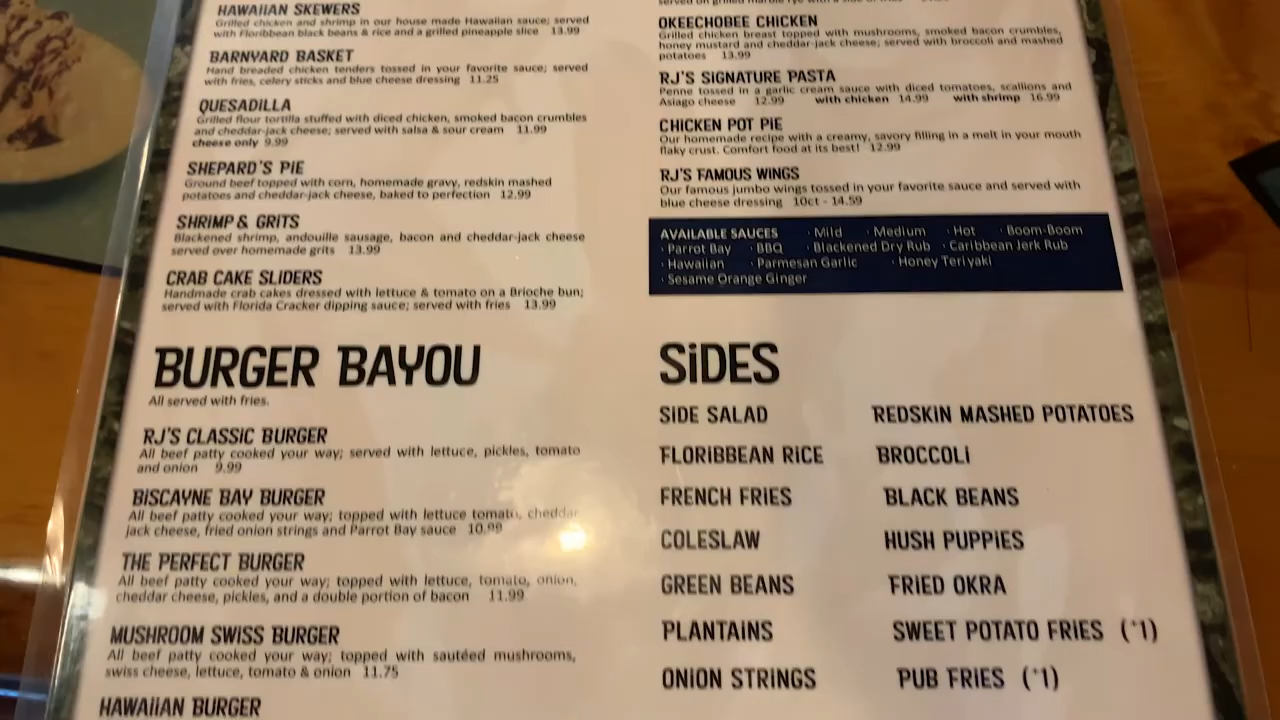 HAWAIIAN SKEWERS
Grilled chicken and shrimp in our house made Hawaiian sauce; served
with Floribbean black beans & rice and a grilled pineapple slice 13.99
BARNYARD BASKET
Hand breaded chicken tenders tossed in your favorite sauce; served
with fries, celery sticks and blue cheese dressing 11.25
QUESADILLA
Grilled flour tortilla stuffed with diced chicken, smoked bacon crumbles
and cheddar-jack cheese; served with salsa & sour cream 11.99
cheese only 9.99
SHEPARD'S PIE
Ground beef topped with corn, homemade gravy, redskin mashed
potatoes and cheddar-jack cheese, baked to perfection 12.99
SHRIMP & GRITS
Blackened shrimp, andouille sausage, bacon and cheddar-jack cheese
served over homemade grits 13.99
CRAB CAKE SLIDERS
Handmade crab cakes dressed with lettuce & tomato on a Brioche bun;
served with Florida Cracker dipping sauce; served with fries 13.99
BURGER BAYOU
All served with fries.
RJ'S CLASSIC BURGER
All beef patty cooked your way; served with lettuce, pickles, tomato
and onion 9.99
BISCAYNE BAY BURGER
All beef patty cooked your way; topped with lettuce tomato, cheddar
jack cheese, fried onion strings and Parrot Bay sauce 10.99
THE PERFECT BURGER
All beef patty cooked your way; topped with lettuce, tomato, onion,
cheddar cheese, pickles, and a double portion of bacon 11.99
MUSHROOM SWISS BURGER
All beef patty cooked your way; topped with sautéed mushrooms,
swiss cheese, lettuce, tomato & onion 11.75
HAWAIIAN BURGER
OKEECHOBEE CHICKEN
Grilled chicken breast topped with mushrooms, smoked bacon crumbles,
honey mustard and cheddar-jack cheese; served with broccoli and mashed
potatoes 13.99
RJ'S SIGNATURE PASTA
Penne tossed in a garlic cream sauce with diced tomatoes, scallions and
Asiago cheese 12.99 with chicken 14.99 with shrimp 16.99
CHICKEN POT PIE
Our homemade recipe with a creamy, savory filling in a melt in your mouth
flaky crust. Comfort food at its best! 12.99
RJ'S FAMOUS WINGS
Our famous jumbo wings tossed in your favorite sauce and served with
blue cheese dressing 10ct - 14.59
AVAILABLE SAUCES · Mild · Medium · Hot · Boom-Boom
· Parrot Bay · BBQ · Blackened Dry Rub · Caribbean Jerk Rub
· Hawaiian · Parmesan Garlic · Honey Teriyaki
· Sesame Orange Ginger
SIDES
SIDE SALAD REDSKIN MASHED POTATOES
FLORIBBEAN RICE BROCCOLI
FRENCH FRIES BLACK BEANS
COLESLAW HUSH PUPPIES
GREEN BEANS FRIED OKRA
PLANTAINS SWEET POTATO FRIES (*1)
ONION STRINGS PUB FRIES (*1)